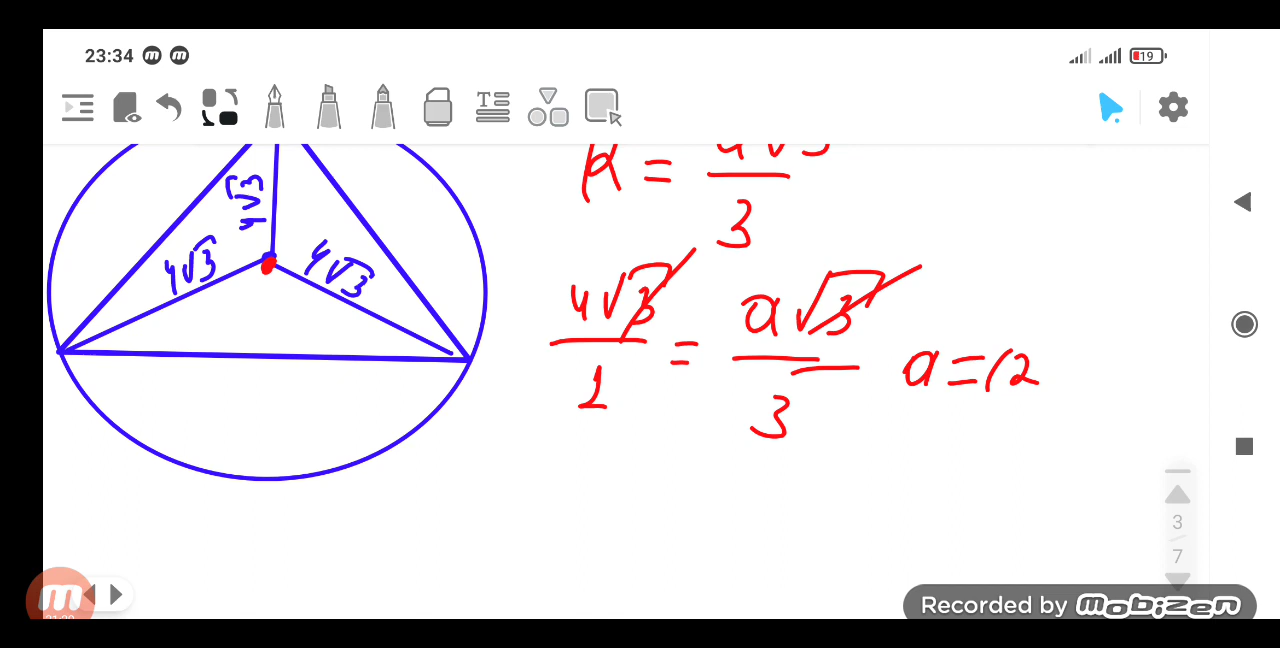 23:34
19
4√3
4√3
4√3
R = a√3 / 3
4√3 / 1 = a√3 / 3 a=12
3
7
Recorded by mobizen